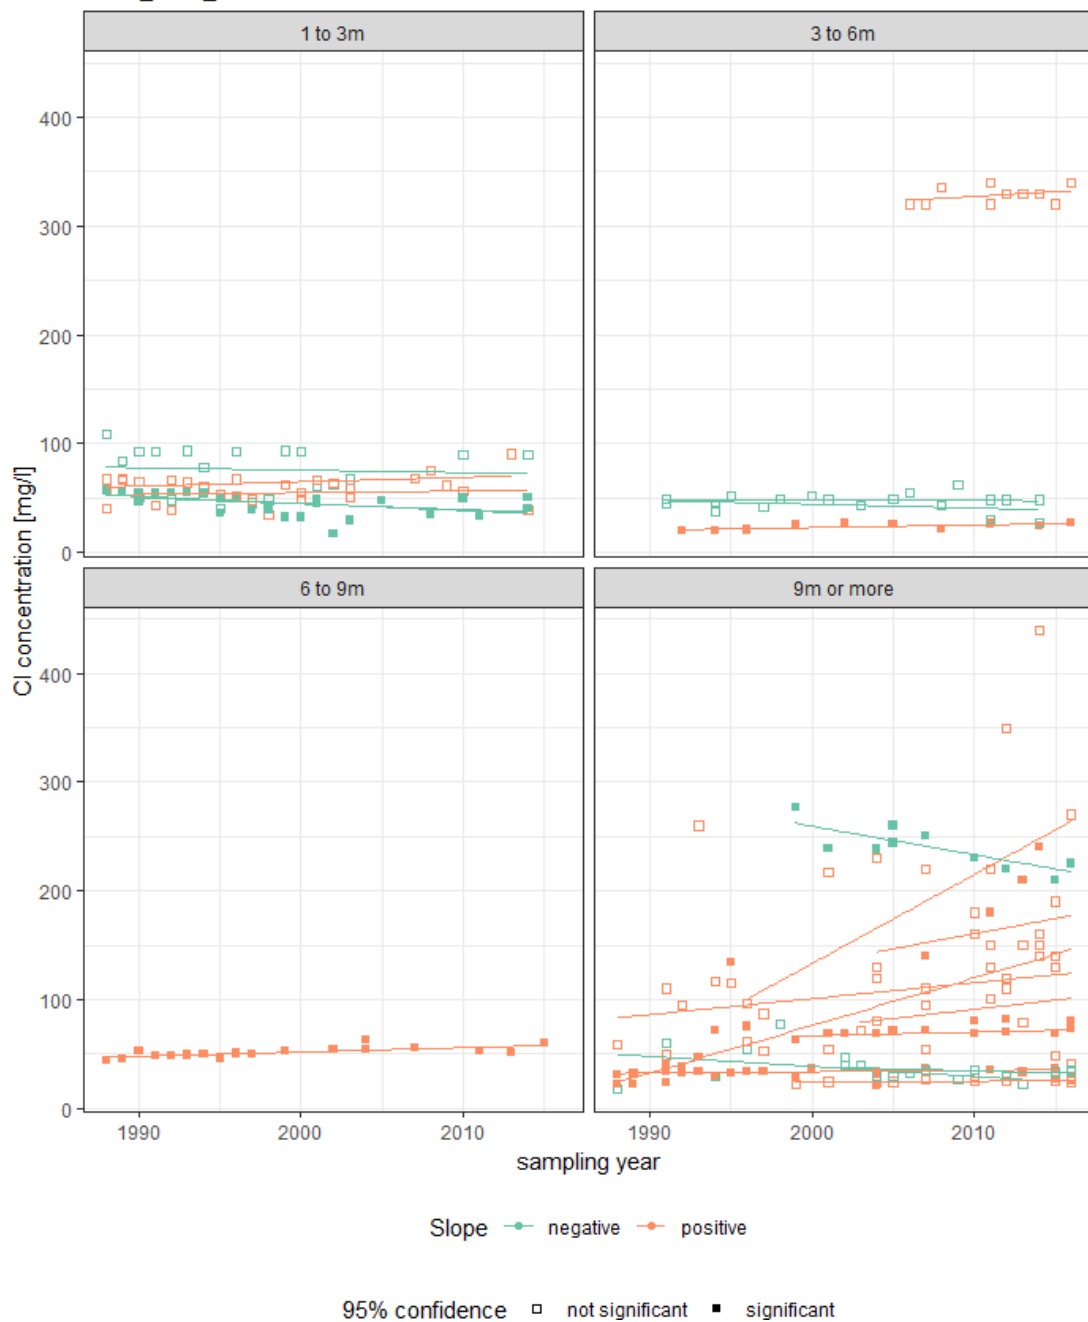 1 to 3m
3 to 6m
400
300
200
100
0
6 to 9m
9m or more
400
300
200
100
0
Cl concentration [mg/l]
1990 2000 2010 1990 2000 2010
sampling year
Slope negative positive
95% confidence not significant significant